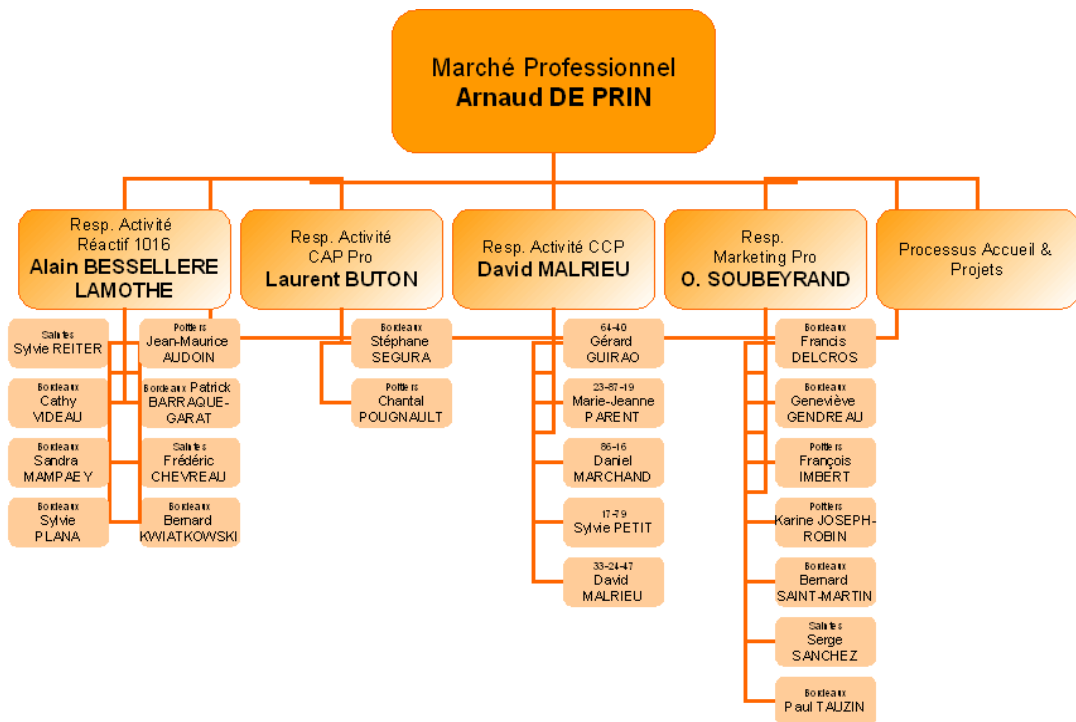 Marché Professionnel
Arnaud DE PRIN
Resp. Activité
Réactif 1016
Alain BESSELLERE
LAMOTHE
Resp. Activité
CAP Pro
Laurent BUTON
Resp. Activité CCP
David MALRIEU
Resp.
Marketing Pro
O. SOUBEYRAND
Processus Accueil &
Projets
Saintes
Sylvie REITER
Bordeaux
Cathy
VIDEAU
Bordeaux
Sandra
MAMPAEY
Bordeaux
Sylvie
PLANA
Poitiers
Jean-Maurice
AUDOIN
Bordeaux Patrick
BARRAQUE-
GARAT
Saintes
Frédéric
CHEVREAU
Bordeaux
Bernard
KWIATKOWSKI
Bordeaux
Stéphane
SEGURA
Poitiers
Chantal
POUGNAULT
64-40
Gérard
GUIRAO
23-87-19
Marie-Jeanne
PARENT
86-16
Daniel
MARCHAND
17-79
Sylvie PETIT
33-24-47
David
MALRIEU
Bordeaux
Francis
DELCROS
Bordeaux
Geneviève
GENDREAU
Poitiers
François
IMBERT
Poitiers
Karine JOSEPH-
ROBIN
Bordeaux
Bernard
SAINT-MARTIN
Saintes
Serge
SANCHEZ
Bordeaux
Paul TAUZIN